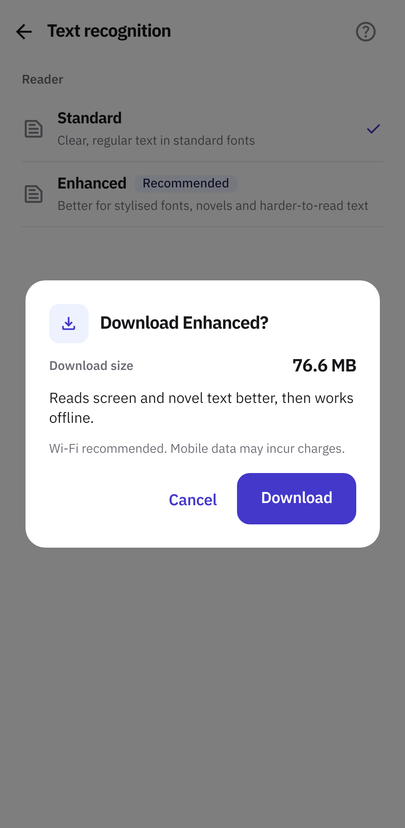 Text recognition
Reader
Standard
Clear, regular text in standard fonts
Enhanced Recommended
Better for stylised fonts, novels and harder-to-read text
Download Enhanced?
Download size 76.6 MB
Reads screen and novel text better, then works
offline.
Wi-Fi recommended. Mobile data may incur charges.
Cancel Download